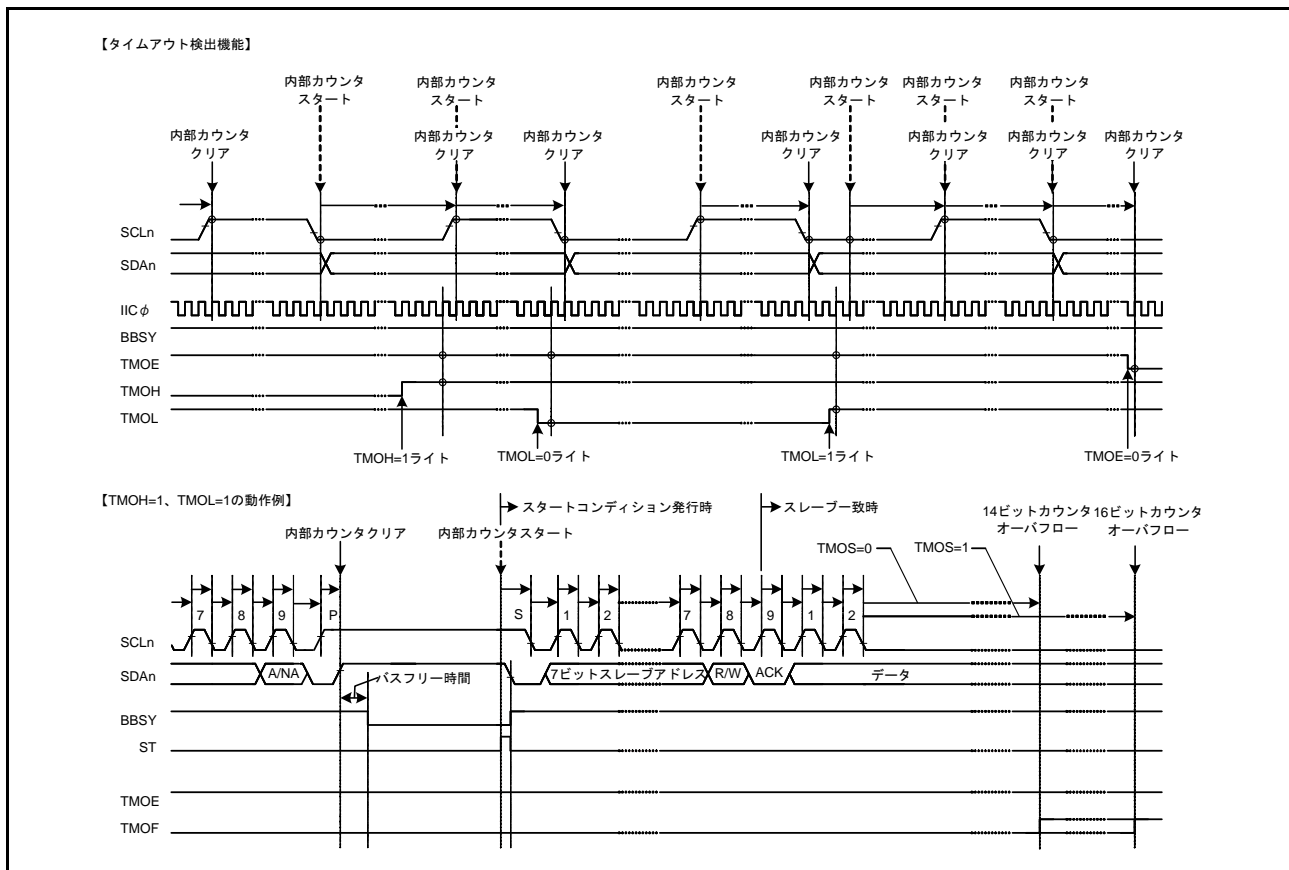 【タイムアウト検出機能】
内部カウンタ
スタート
内部カウンタ
スタート
内部カウンタ
スタート
内部カウンタ
スタート
内部カウンタ
スタート
内部カウンタ
スタート
内部カウンタ
クリア
内部カウンタ
クリア
内部カウンタ
クリア
内部カウンタ
クリア
内部カウンタ
クリア
内部カウンタ
クリア
内部カウンタ
クリア
SCLn
SDAn
IICφ
BBSY
TMOE
TMOH
TMOL
TMOH=1ライト
TMOL=0ライト
TMOL=1ライト
TMOE=0ライト
【TMOH=1、TMOL=1の動作例】
スタートコンディション発行時
スレーブ一致時
内部カウンタクリア
内部カウンタスタート
14ビットカウンタ
オーバフロー
16ビットカウンタ
オーバフロー
TMOS=0
TMOS=1
7 8 9 P S 1 2 7 8 9 1 2
SCLn
SDAn
A/NA
バスフリー時間
7ビットスレーブアドレス
R/W
ACK
データ
BBSY
ST
TMOE
TMOF